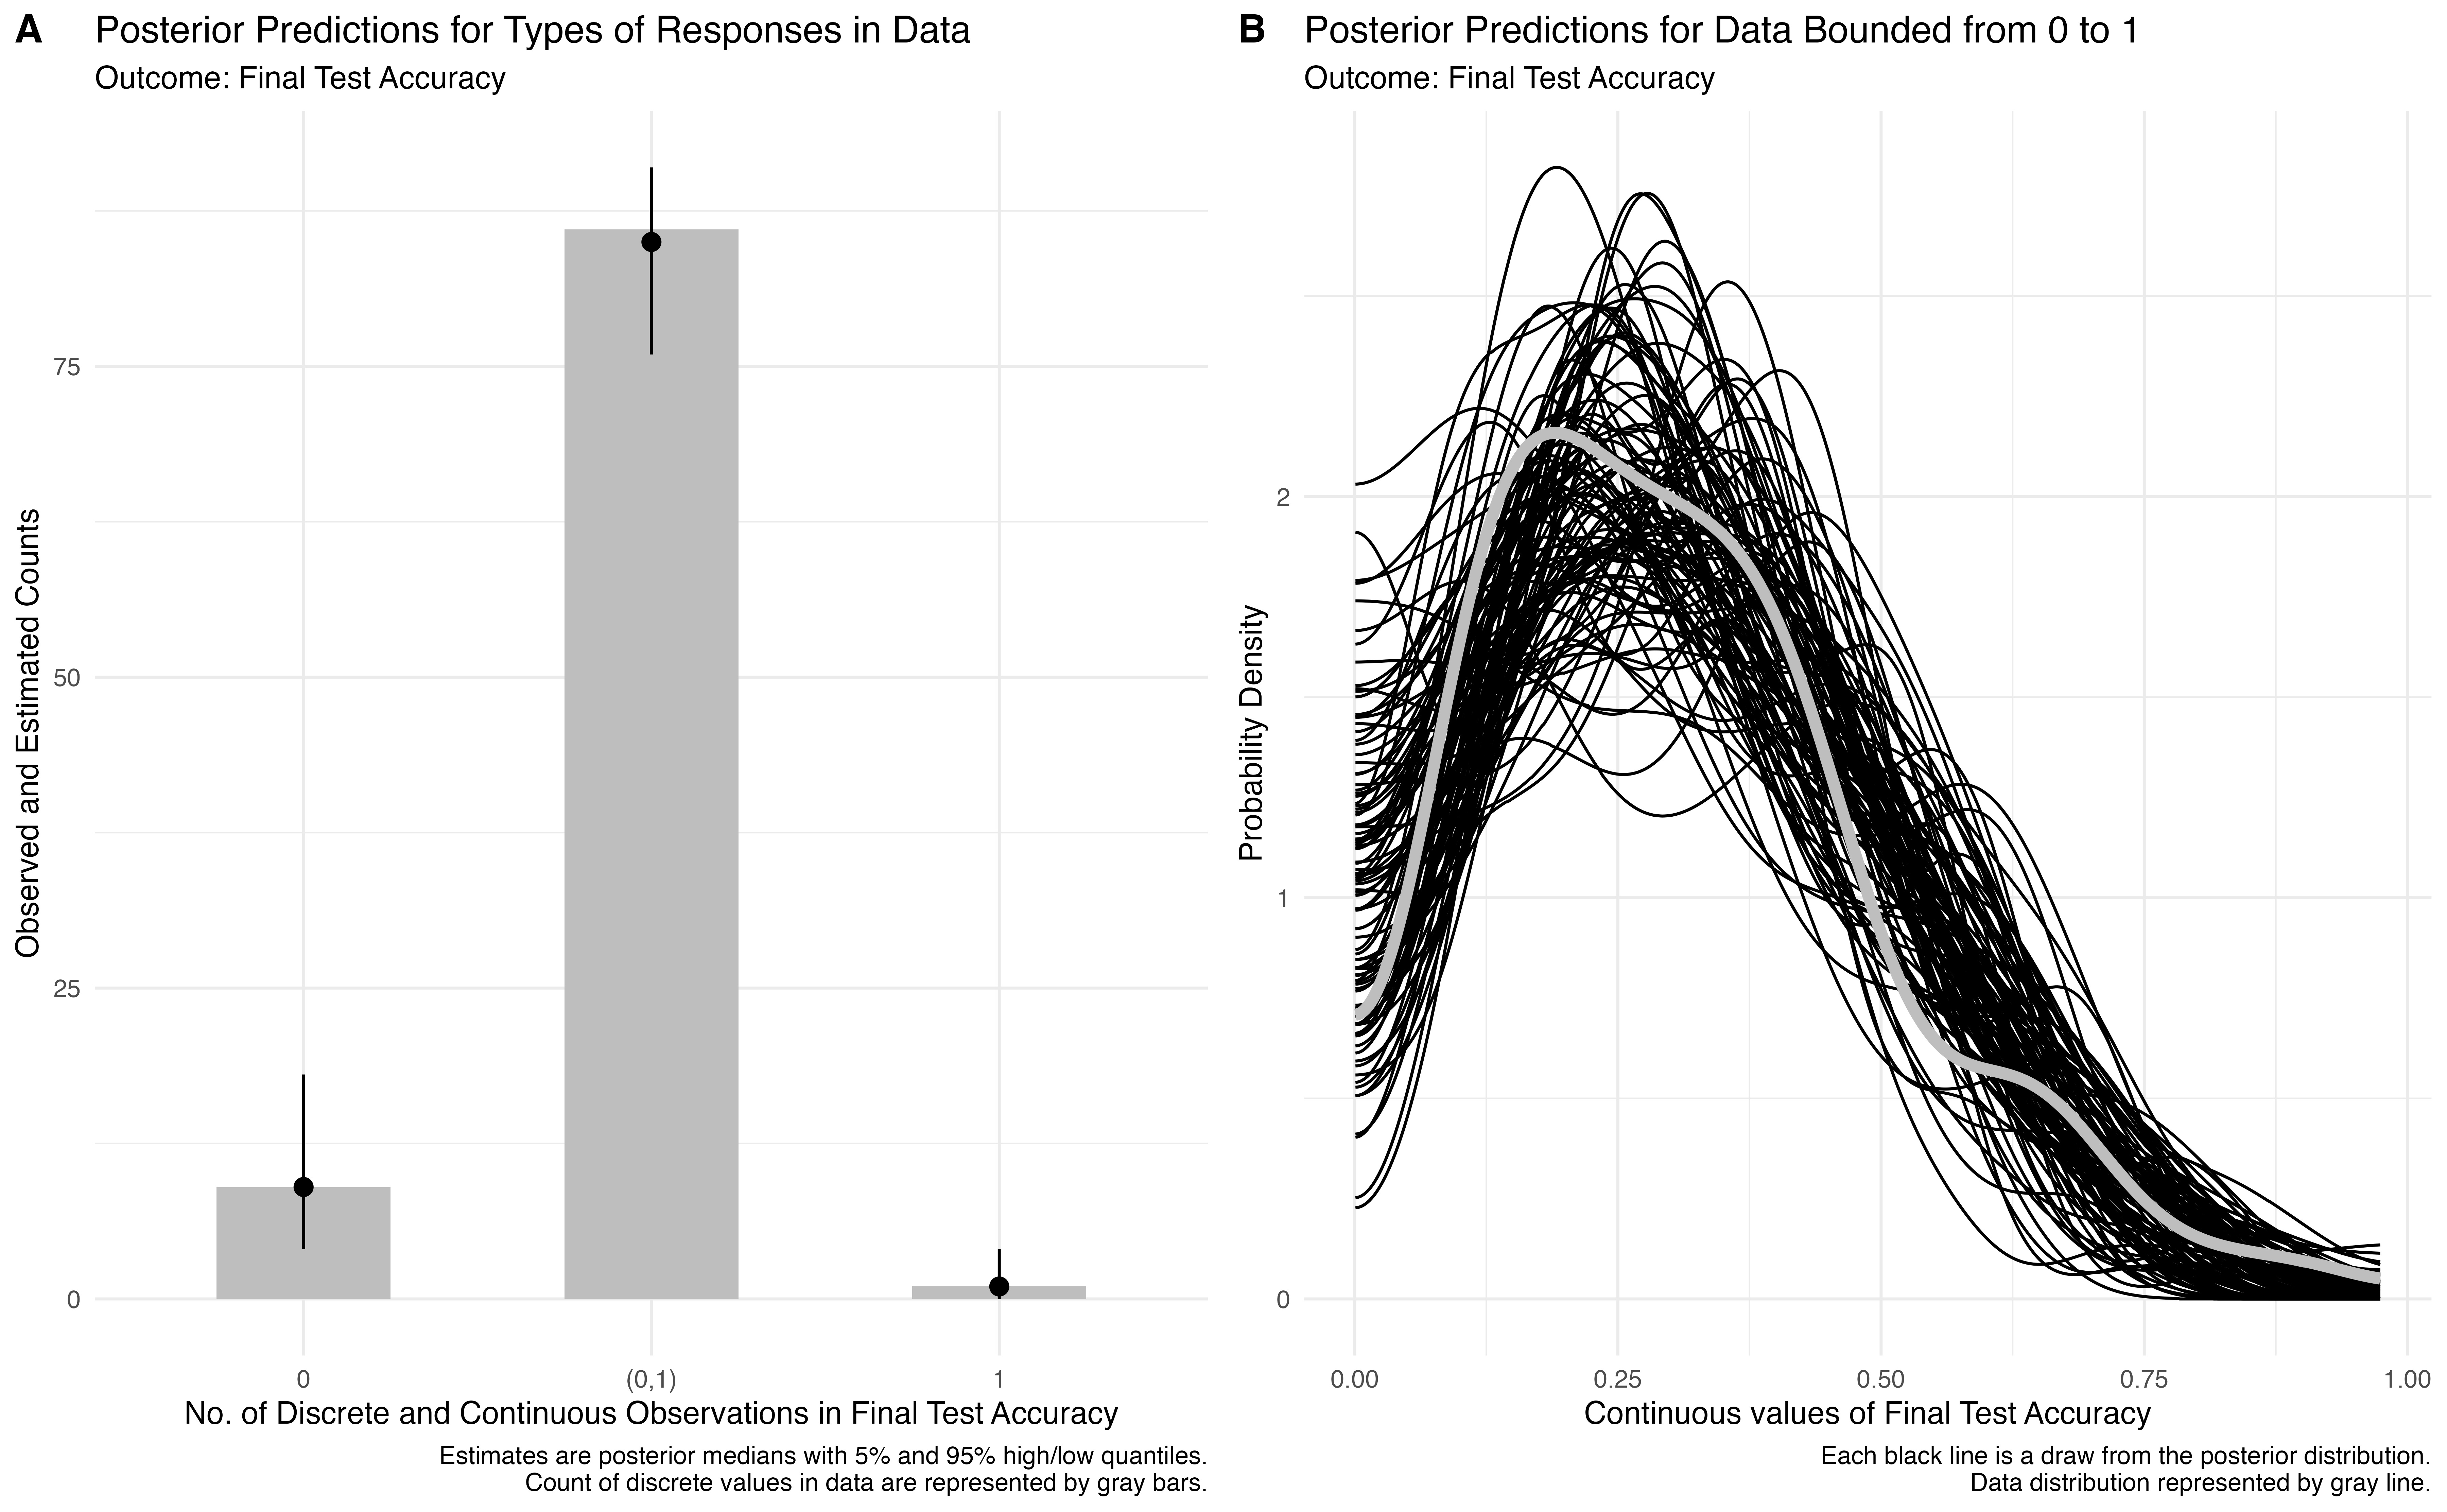 A
Posterior Predictions for Types of Responses in Data
Outcome: Final Test Accuracy
Observed and Estimated Counts
75
50
25
0
0
(0,1)
1
No. of Discrete and Continuous Observations in Final Test Accuracy
Estimates are posterior medians with 5% and 95% high/low quantiles.
Count of discrete values in data are represented by gray bars.
B
Posterior Predictions for Data Bounded from 0 to 1
Outcome: Final Test Accuracy
Probability Density
2
1
0
0.00
0.25
0.50
0.75
1.00
Continuous values of Final Test Accuracy
Each black line is a draw from the posterior distribution.
Data distribution represented by gray line.